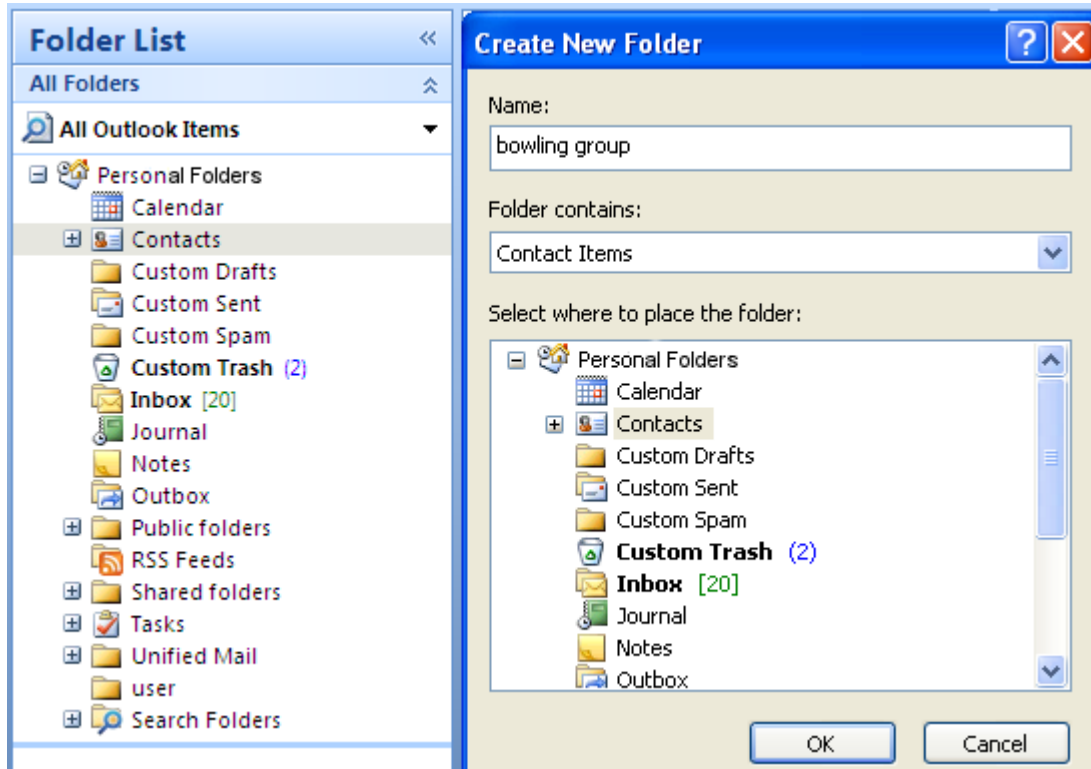 Folder List
All Folders
All Outlook Items
Personal Folders
Calendar
Contacts
Custom Drafts
Custom Sent
Custom Spam
Custom Trash (2)
Inbox [20]
Journal
Notes
Outbox
Public folders
RSS Feeds
Shared folders
Tasks
Unified Mail
user
Search Folders
Create New Folder
Name:
bowling group
Folder contains:
Contact Items
Select where to place the folder:
Personal Folders
Calendar
Contacts
Custom Drafts
Custom Sent
Custom Spam
Custom Trash (2)
Inbox [20]
Journal
Notes
Outbox
OK Cancel